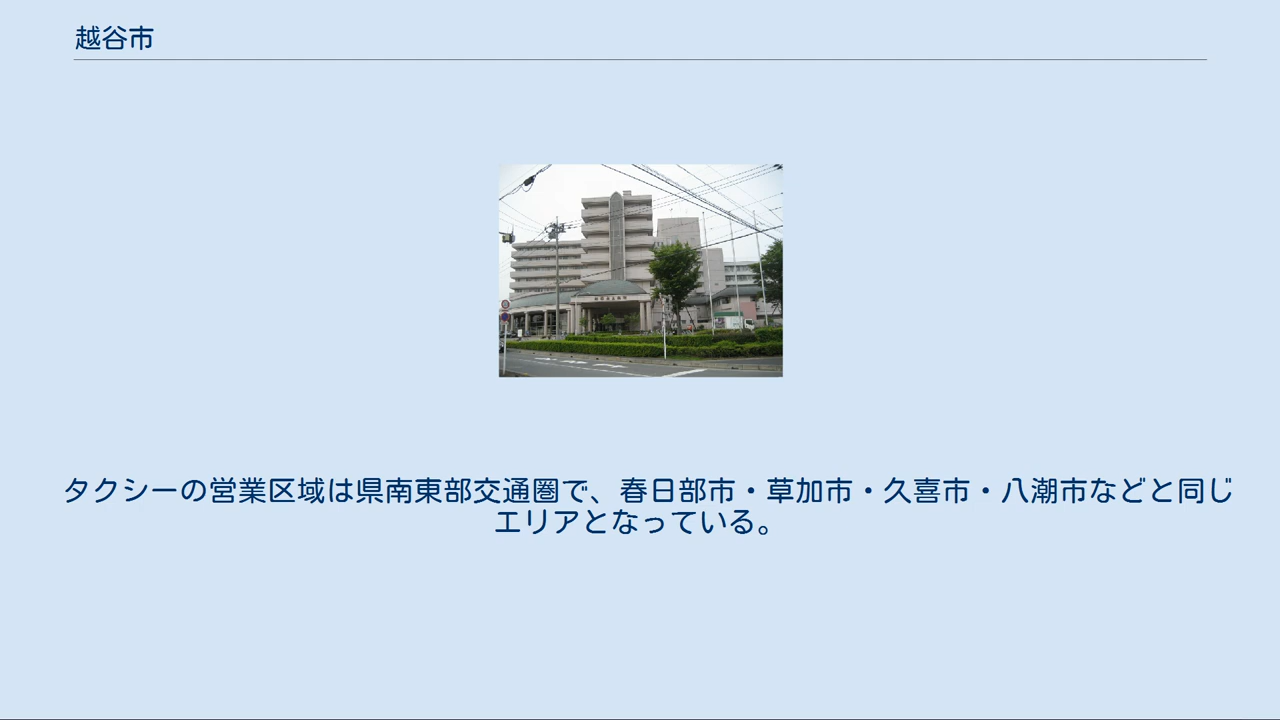 越谷市
タクシーの営業区域は県南東部交通圏で、春日部市・草加市・久喜市・八潮市などと同じ
エリアとなっている。